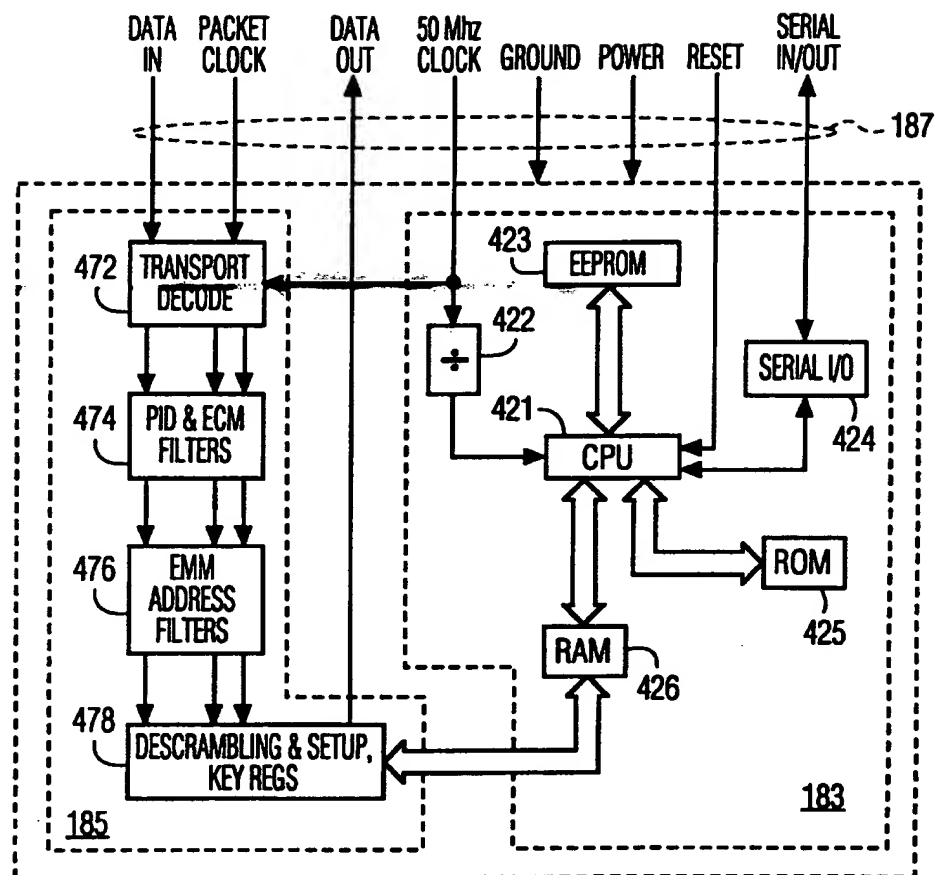 DATA
IN
PACKET
CLOCK
DATA
OUT
50 Mhz
CLOCK
GROUND
POWER
RESET
SERIAL
IN/OUT
187
472
TRANSPORT
DECODE
423
EEPROM
÷
422
SERIAL I/O
424
474
PID & ECM
FILTERS
421
CPU
476
EMM
ADDRESS
FILTERS
ROM
425
RAM
426
478
DESCRAMBLING & SETUP,
KEY REGS
185
183